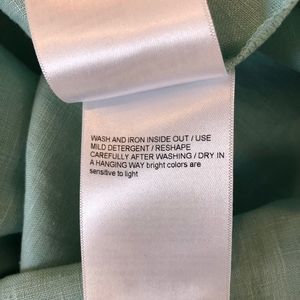 WASH AND IRON INSIDE OUT / USE
MILD DETERGENT / RESHAPE
CAREFULLY AFTER WASHING / DRY IN
A HANGING WAY bright colors are
sensitive to light